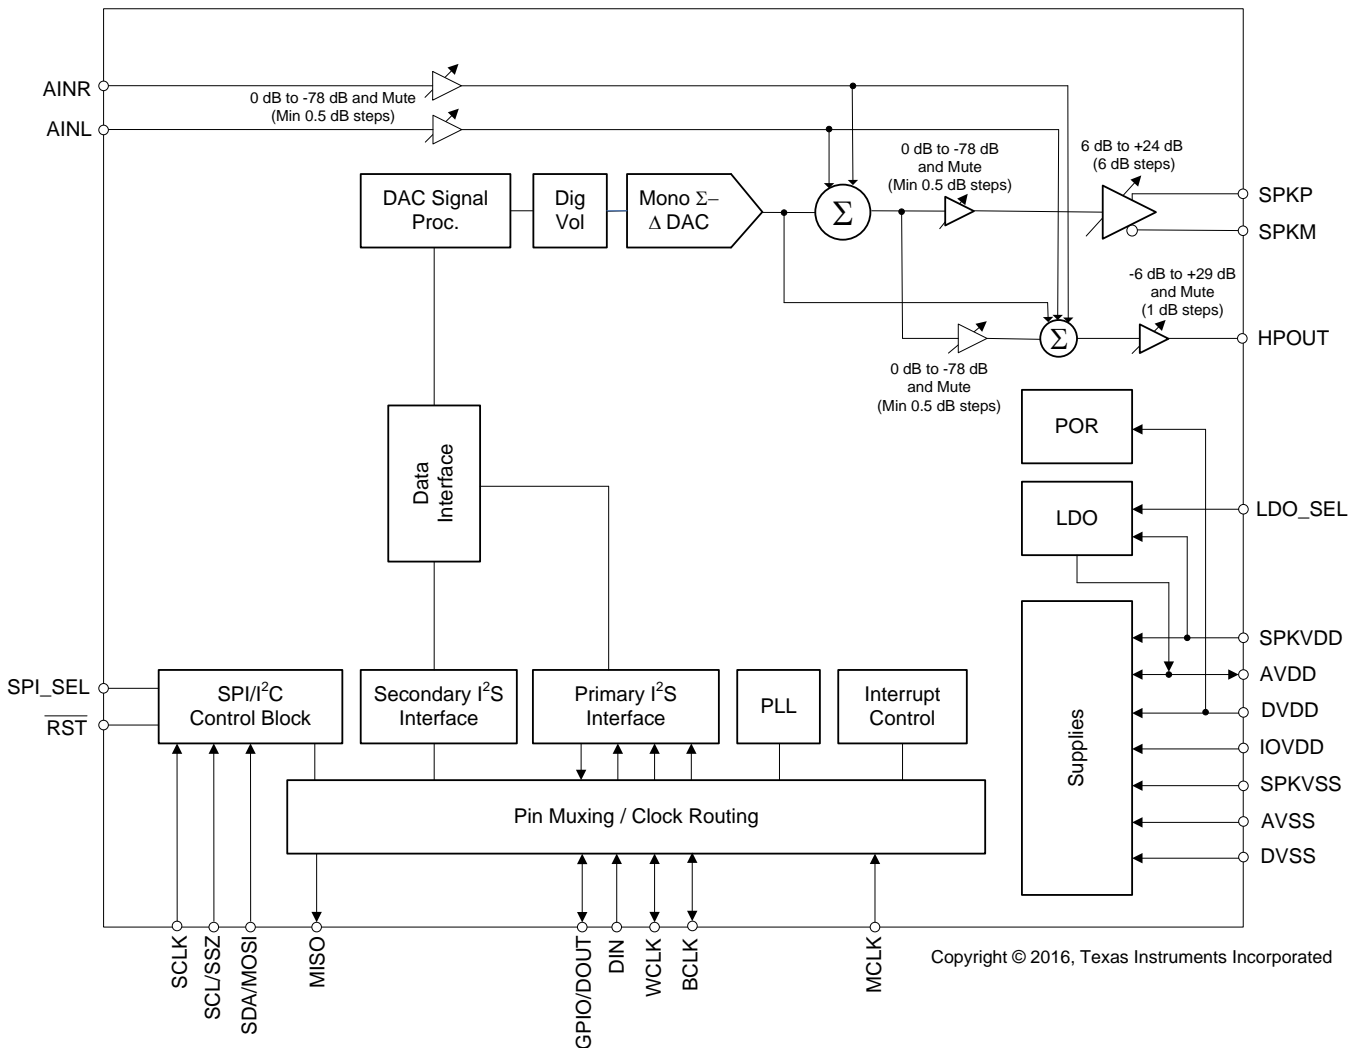 AINR
0 dB to -78 dB and Mute
(Min 0.5 dB steps)
AINL
0 dB to -78 dB
and Mute
(Min 0.5 dB steps)
6 dB to +24 dB
(6 dB steps)
DAC Signal
Proc.
Dig
Vol
Mono Σ–
Δ DAC
Σ
SPKP
SPKM
-6 dB to +29 dB
and Mute
(1 dB steps)
Σ
HPOUT
0 dB to -78 dB
and Mute
(Min 0.5 dB steps)
POR
Data
Interface
LDO
LDO_SEL
Supplies
SPKVDD
AVDD
DVDD
IOVDD
SPKVSS
AVSS
DVSS
SPI_SEL
RST
SPI/I²C
Control Block
Secondary I²S
Interface
Primary I²S
Interface
PLL
Interrupt
Control
Pin Muxing / Clock Routing
SCLK
SCL/SSZ
SDA/MOSI
MISO
GPIO/DOUT
DIN
WCLK
BCLK
MCLK
Copyright © 2016, Texas Instruments Incorporated